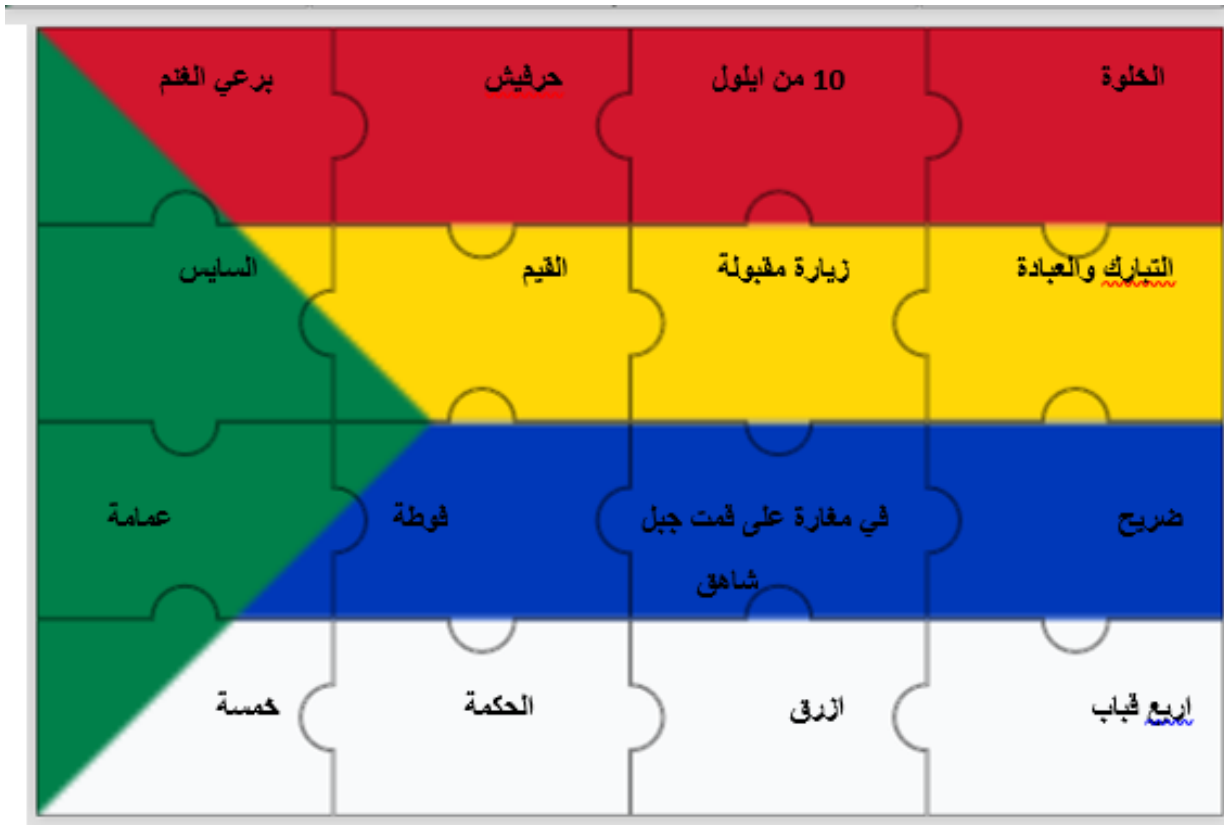 الخلوة
10 من ايلول
حرفيش
برعي الغنم
التبارك والعبادة
زيارة مقبولة
القيم
السايس
ضريح
في مغارة على قمت جبل
شاهق
فوطة
عمامة
اربع قباب
ازرق
الحكمة
خمسة